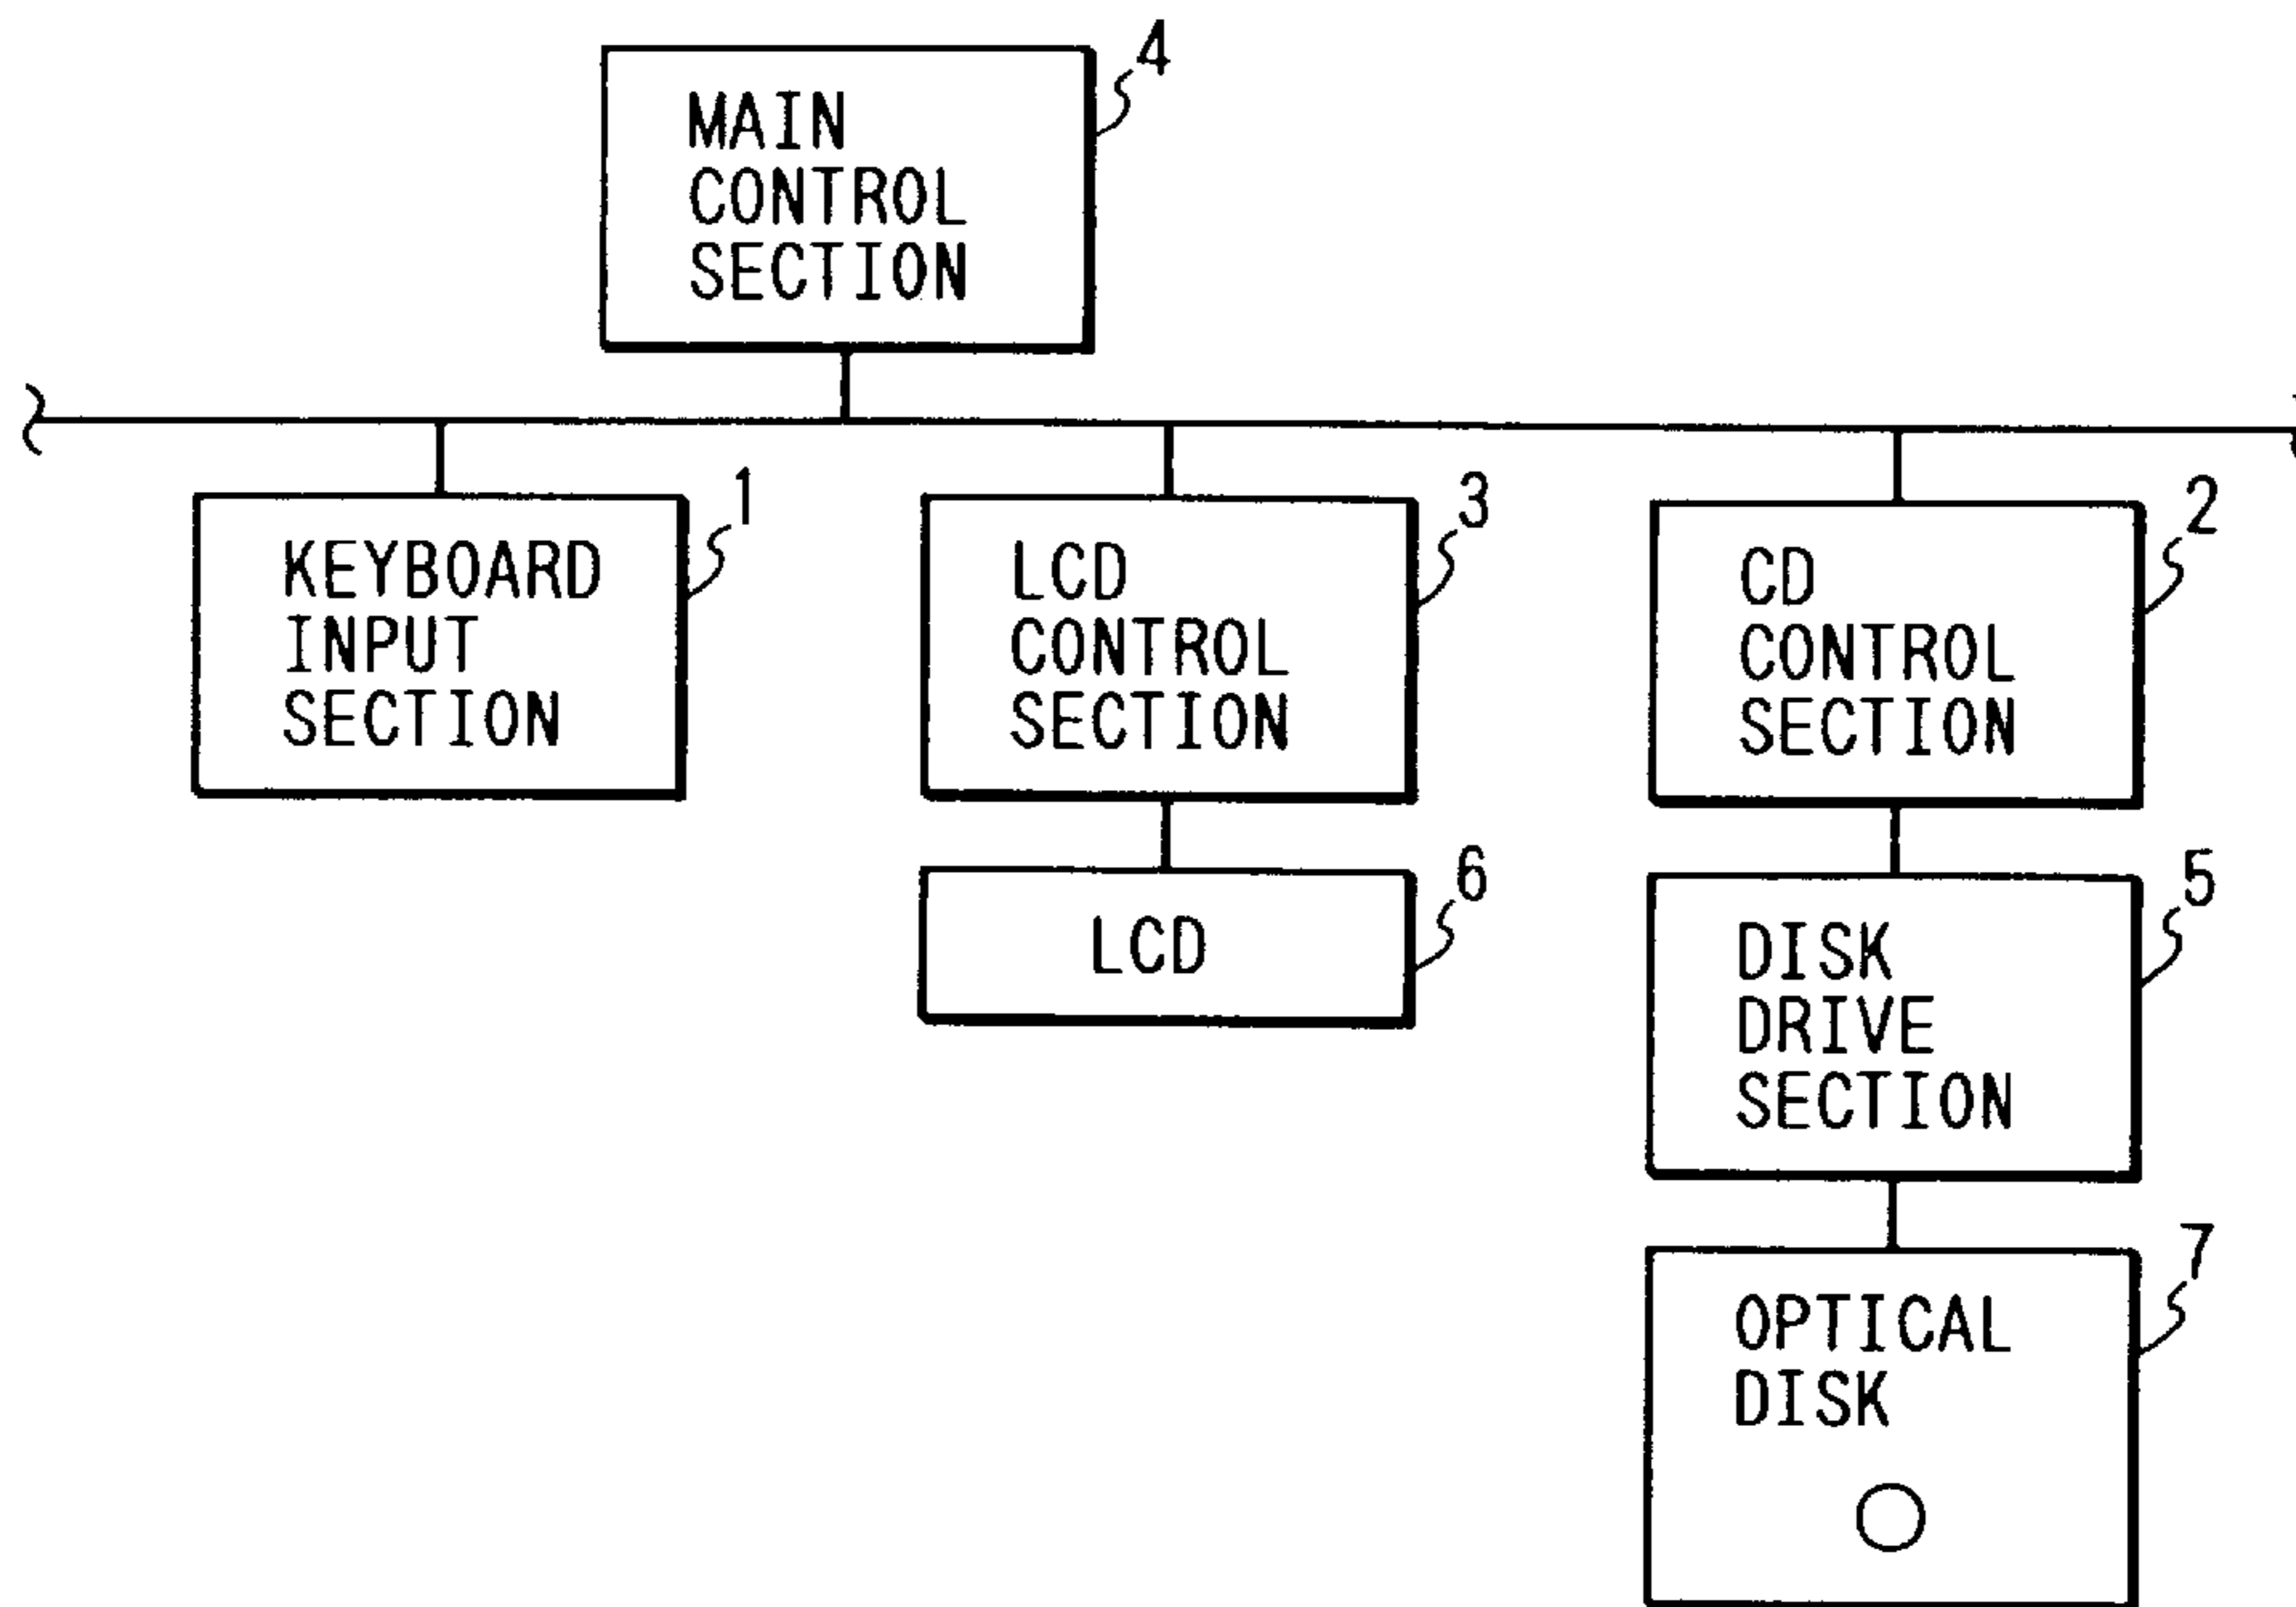 4
MAIN
CONTROL
SECTION
1
KEYBOARD
INPUT
SECTION
3
LCD
CONTROL
SECTION
2
CD
CONTROL
SECTION
6
LCD
5
DISK
DRIVE
SECTION
7
OPTICAL
DISK